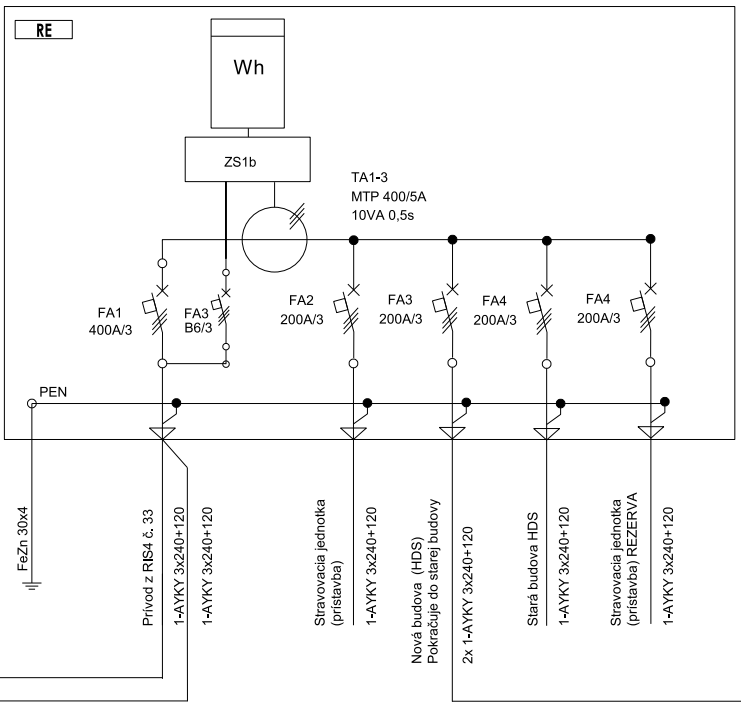 RE
Wh
ZS1b
TA1-3
MTP 400/5A
10VA 0,5s
FA1
400A/3
FA3
B6/3
FA2
200A/3
FA3
200A/3
FA4
200A/3
FA4
200A/3
PEN
FeZn 30x4
Prívod z RIS4 č. 33
1-AYKY 3x240+120
1-AYKY 3x240+120
Stravovacia jednotka
(prístavba)
1-AYKY 3x240+120
Nová budova (HDS)
Pokračuje do starej budovy
2x 1-AYKY 3x240+120
Stará budova HDS
1-AYKY 3x240+120
Stravovacia jednotka
(prístavba) REZERVA
1-AYKY 3x240+120